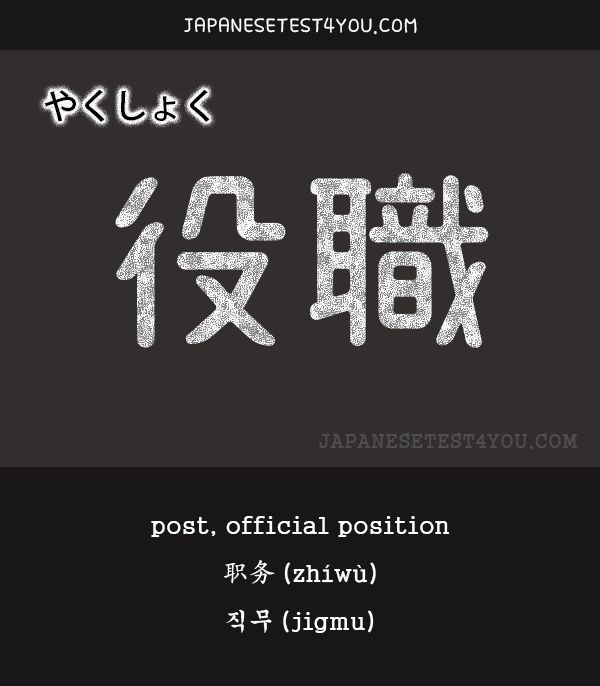 JAPANESETEST4YOU.COM
やくしょく
役職
JAPANESETEST4YOU.COM
post, official position
职务 (zhíwù)
직무 (jigmu)